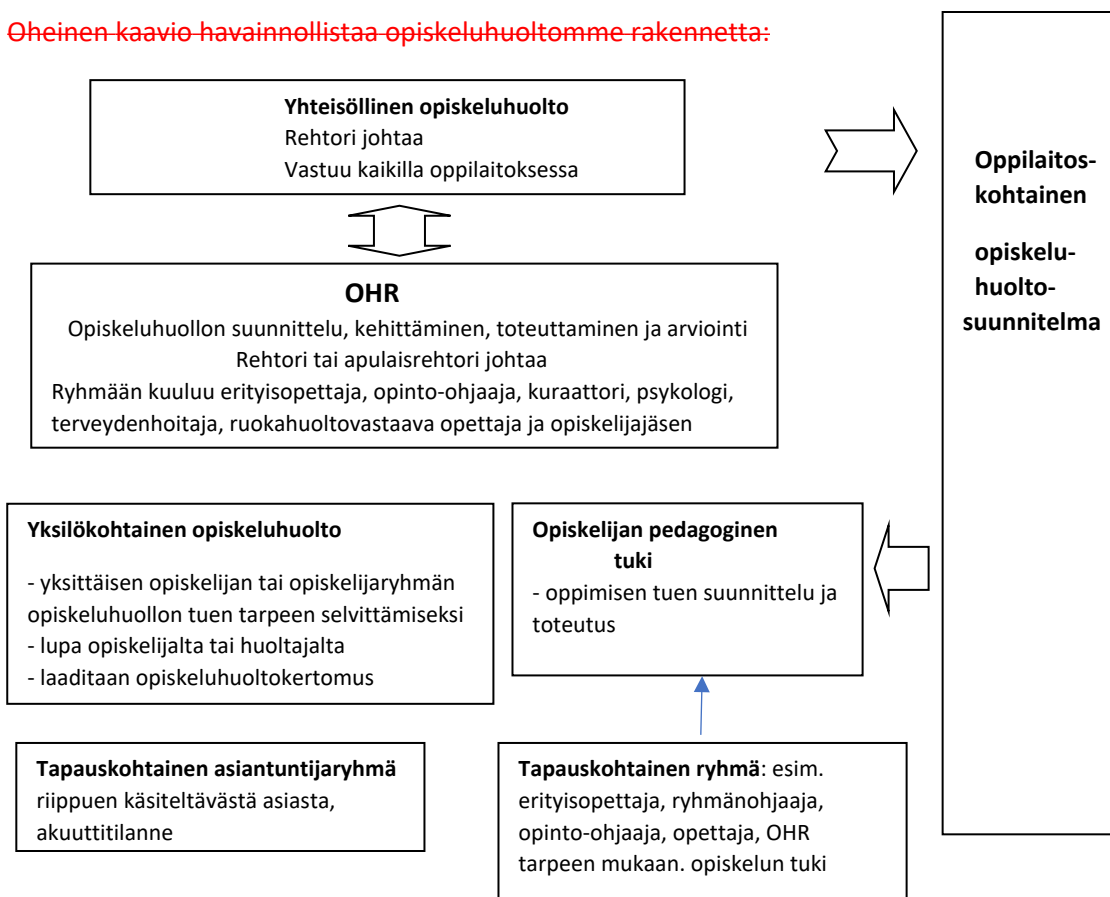 Oheinen kaavio havainnollistaa opiskeluhuoltomme rakennetta:
Yhteisöllinen opiskeluhuolto
Rehtori johtaa
Vastuu kaikilla oppilaitoksessa
Oppilaitos-
kohtainen
opiskelu-
huolto-
suunnitelma
OHR
Opiskeluhuollon suunnittelu, kehittäminen, toteuttaminen ja arviointi
Rehtori tai apulaisrehtori johtaa
Ryhmään kuuluu erityisopettaja, opinto-ohjaaja, kuraattori, psykologi,
terveydenhoitaja, ruokahuoltovastaava opettaja ja opiskelijajäsen
Yksilökohtainen opiskeluhuolto
- yksittäisen opiskelijan tai opiskelijaryhmän
opiskeluhuollon tuen tarpeen selvittämiseksi
- lupa opiskelijalta tai huoltajalta
- laaditaan opiskeluhuoltokertomus
Opiskelijan pedagoginen
tuki
- oppimisen tuen suunnittelu ja
toteutus
Tapauskohtainen asiantuntijaryhmä
riippuen käsiteltävästä asiasta,
akuuttitilanne
Tapauskohtainen ryhmä: esim.
erityisopettaja, ryhmänohjaaja,
opinto-ohjaaja, opettaja, OHR
tarpeen mukaan. opiskelun tuki